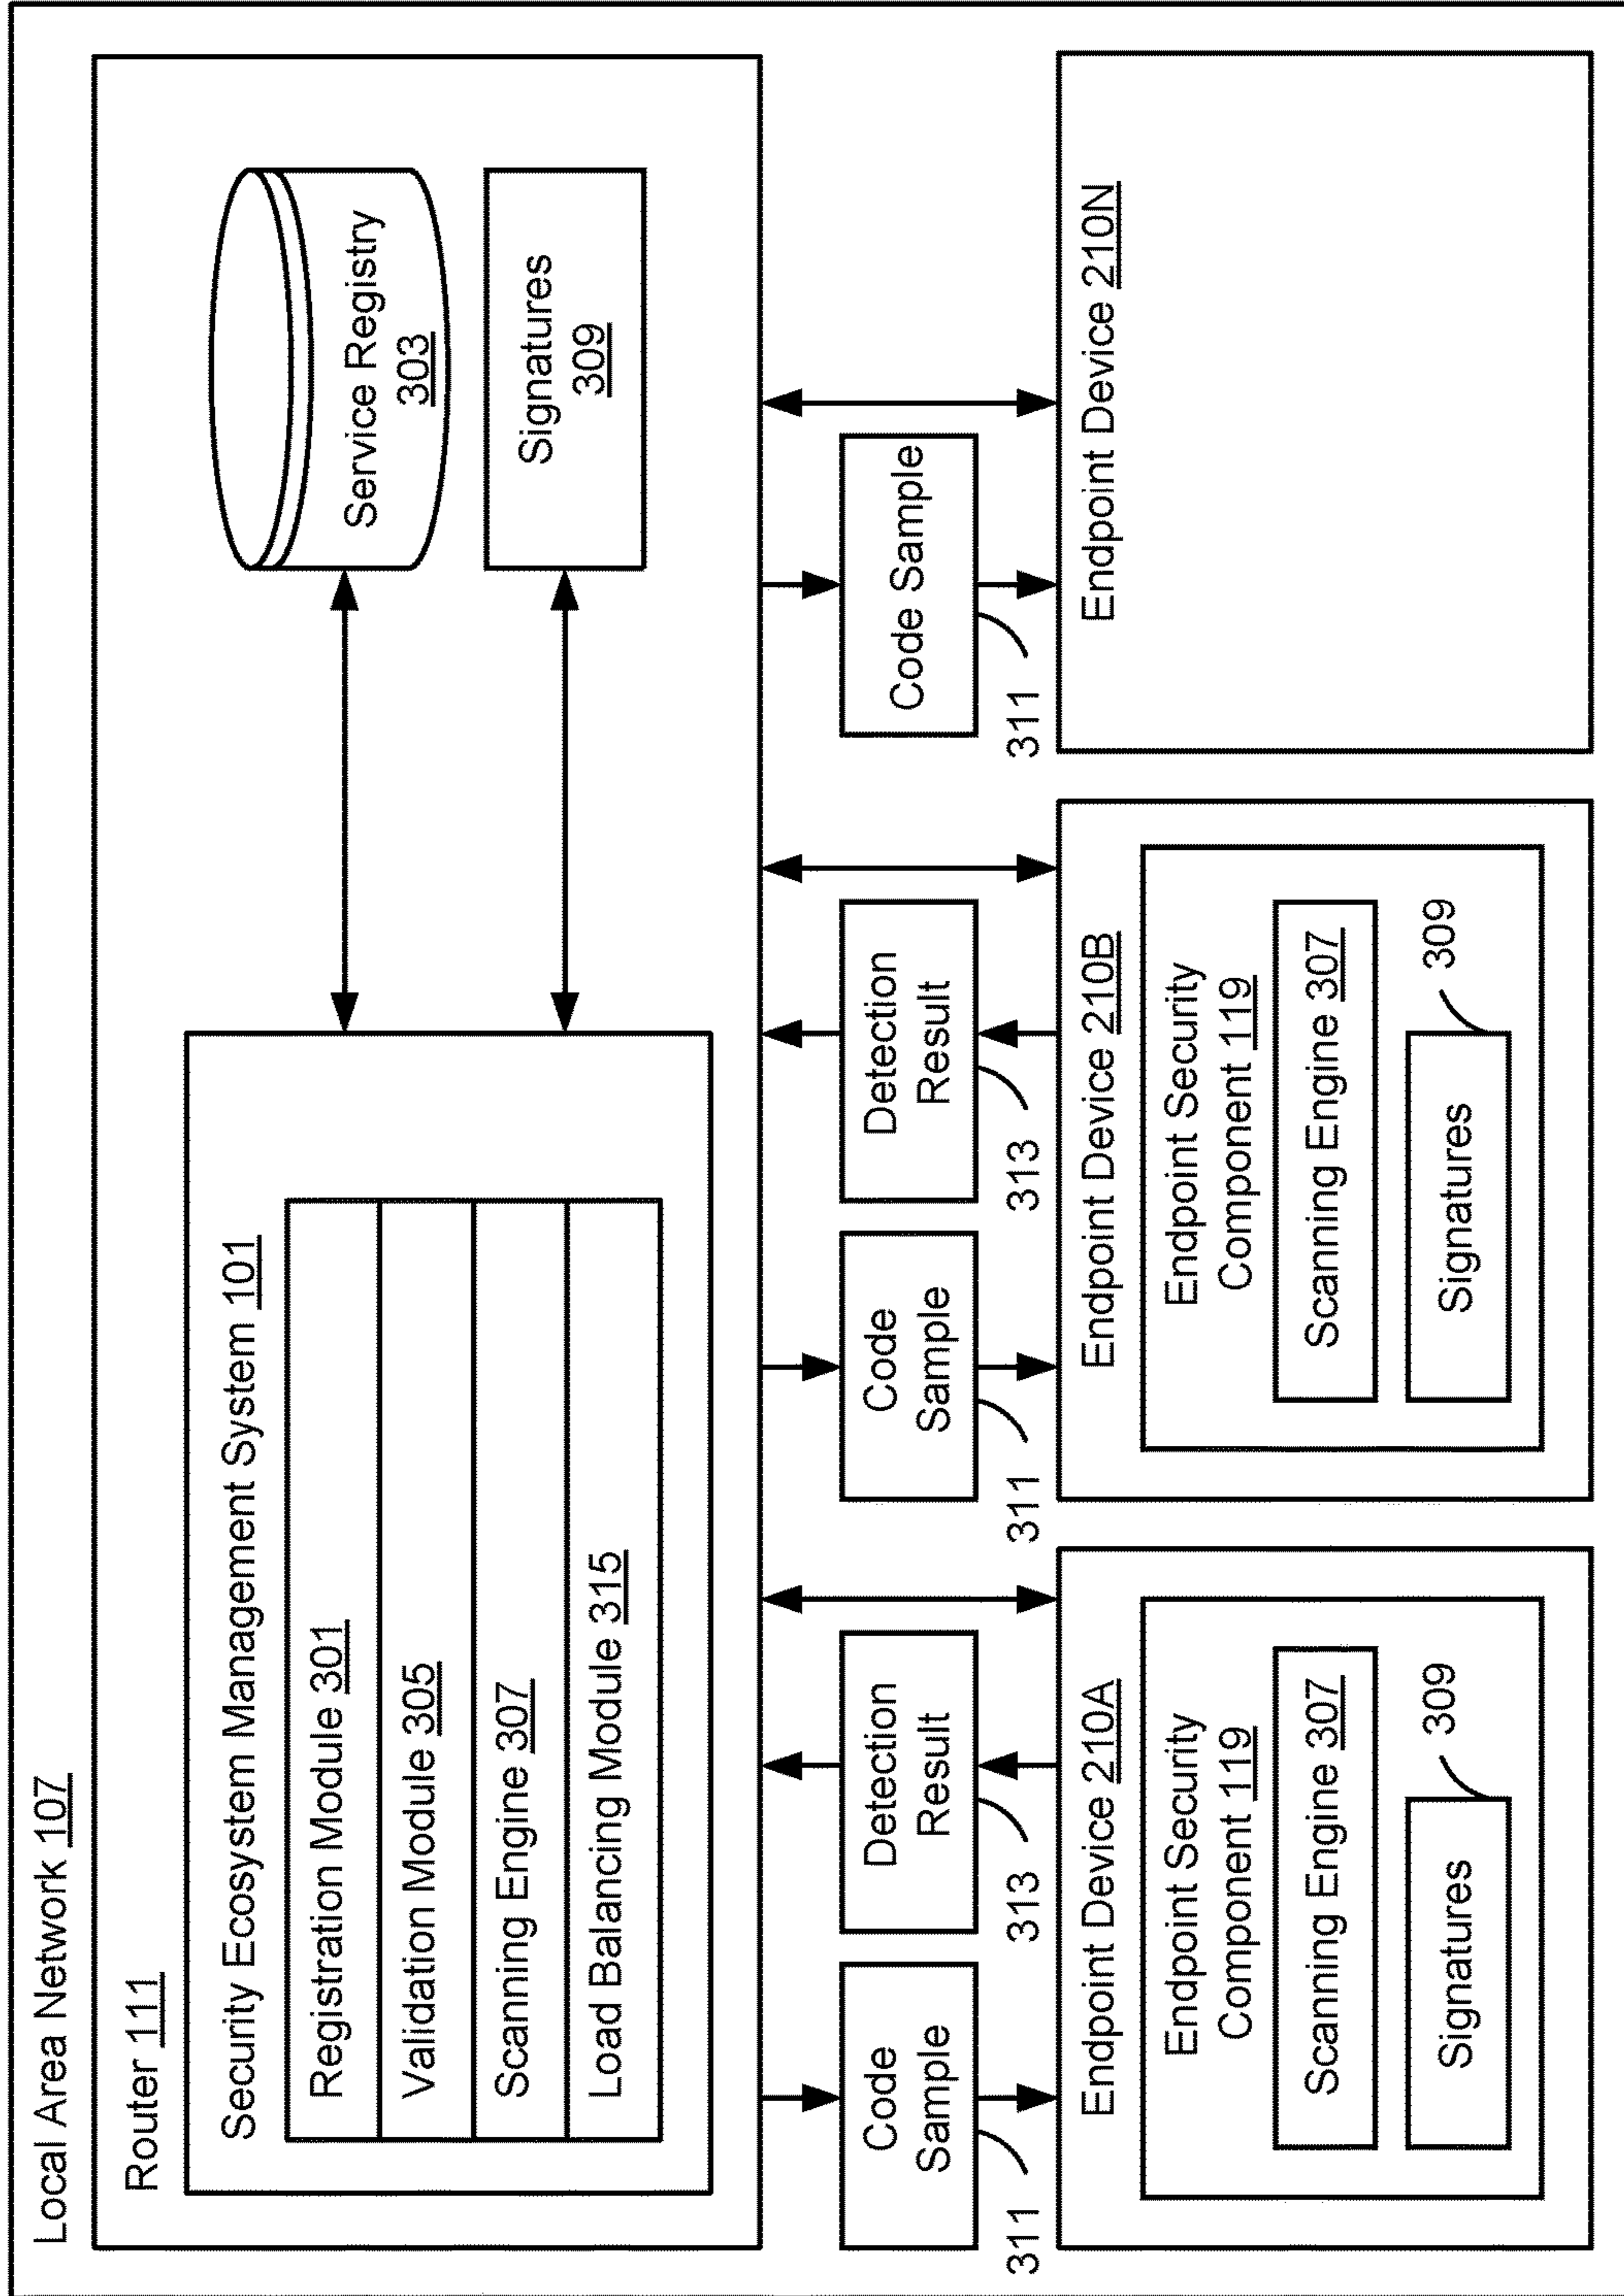 Local Area Network 107
Router 111
Security Ecosystem Management System 101
Registration Module 301
Validation Module 305
Scanning Engine 307
Load Balancing Module 315
Service Registry
303
Signatures
309
Code
Sample
311
Detection
Result
313
Code
Sample
311
Detection
Result
313
Code Sample
311
Endpoint Device 210A
Endpoint Security
Component 119
Scanning Engine 307
Signatures
309
Endpoint Device 210B
Endpoint Security
Component 119
Scanning Engine 307
Signatures
309
Endpoint Device 210N